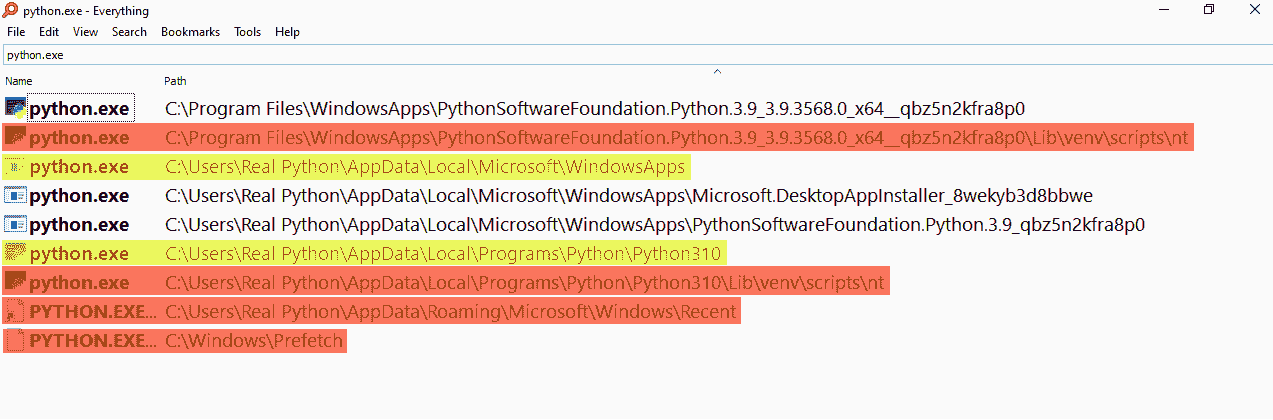 python.exe - Everything
File Edit View Search Bookmarks Tools Help
python.exe
Name Path
python.exe C:\Program Files\WindowsApps\PythonSoftwareFoundation.Python.3.9_3.9.3568.0_x64__qbz5n2kfra8p0
python.exe C:\Program Files\WindowsApps\PythonSoftwareFoundation.Python.3.9_3.9.3568.0_x64__qbz5n2kfra8p0\Lib\venv\scripts\nt
python.exe C:\Users\Real Python\AppData\Local\Microsoft\WindowsApps
python.exe C:\Users\Real Python\AppData\Local\Microsoft\WindowsApps\Microsoft.DesktopAppInstaller_8wekyb3d8bbwe
python.exe C:\Users\Real Python\AppData\Local\Microsoft\WindowsApps\PythonSoftwareFoundation.Python.3.9_qbz5n2kfra8p0
python.exe C:\Users\Real Python\AppData\Local\Programs\Python\Python310
python.exe C:\Users\Real Python\AppData\Local\Programs\Python\Python310\Lib\venv\scripts\nt
PYTHON.EXE... C:\Users\Real Python\AppData\Roaming\Microsoft\Windows\Recent
PYTHON.EXE... C:\Windows\Prefetch